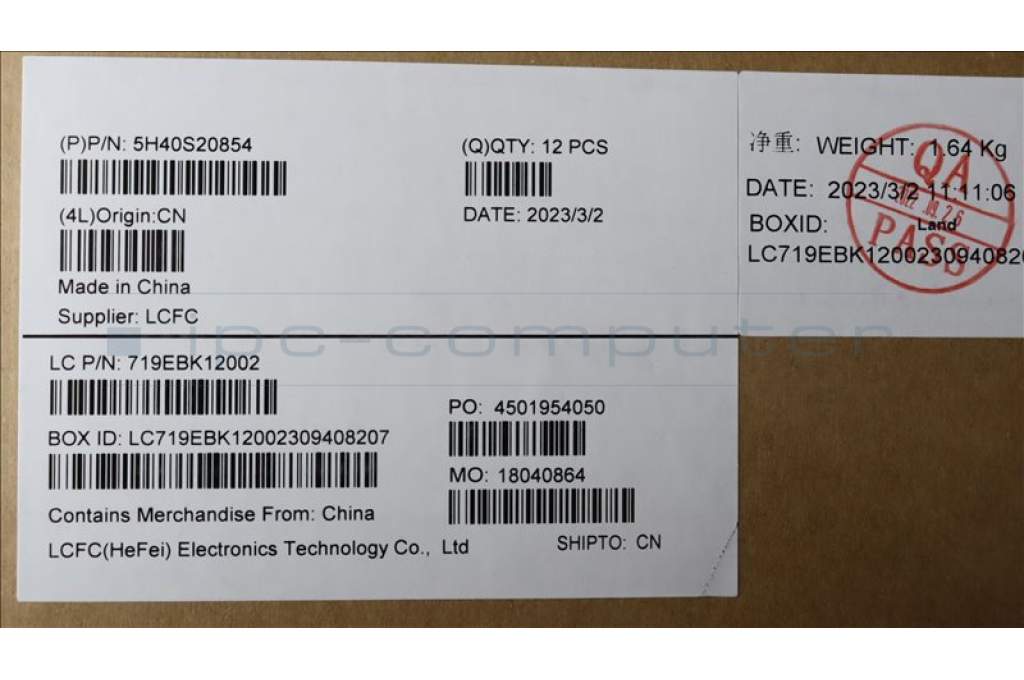 (P)P/N: 5H40S20854
(Q)QTY: 12 PCS
(4L)Origin:CN
DATE: 2023/3/2
Made in China
Supplier: LCFC
净重: WEIGHT: 1.64 Kg
DATE: 2023/3/2 11:11:06
BOXID: Land
LC719EBK1200230940820
QA
PASS
ipc-computer
LC P/N: 719EBK12002
PO: 4501954050
BOX ID: LC719EBK12002309408207
MO: 18040864
Contains Merchandise From: China
LCFC(HeFei) Electronics Technology Co., Ltd
SHIPTO: CN